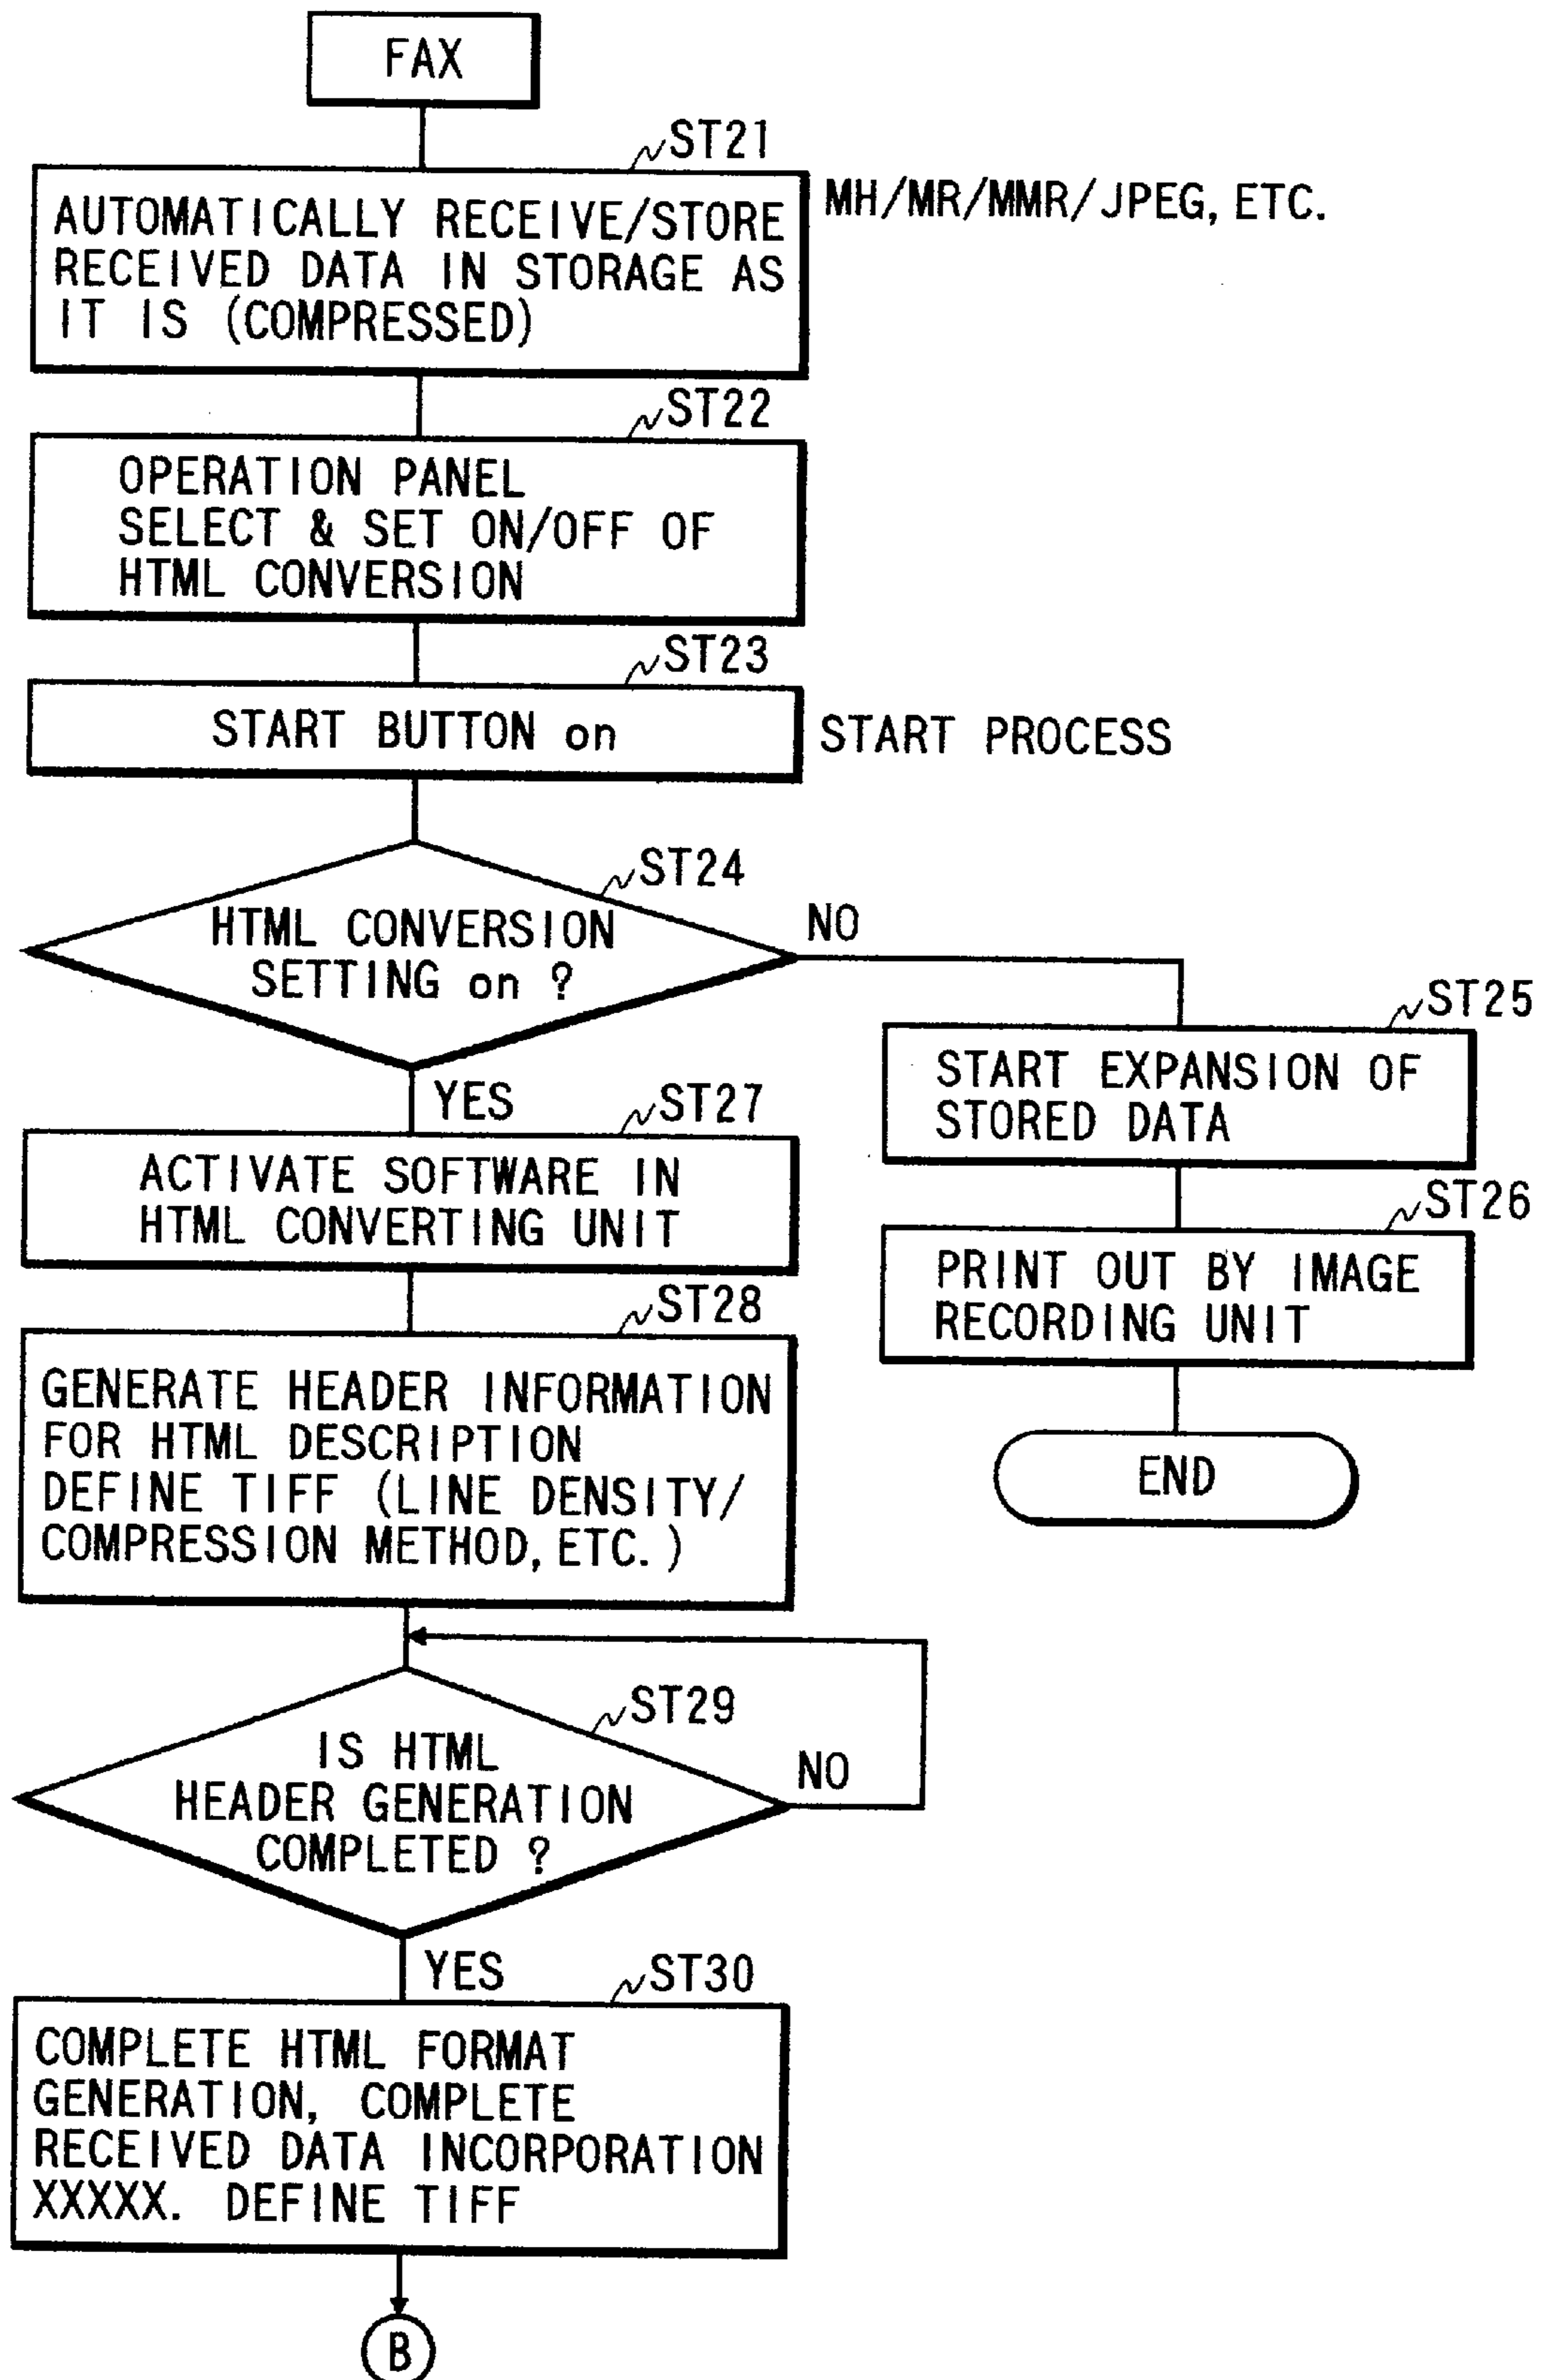 FAX
ST21
AUTOMATICALLY RECEIVE/STORE
RECEIVED DATA IN STORAGE AS
IT IS (COMPRESSED)
MH/MR/MMR/JPEG, ETC.
ST22
OPERATION PANEL
SELECT & SET ON/OFF OF
HTML CONVERSION
ST23
START BUTTON on
START PROCESS
ST24
HTML CONVERSION
SETTING on ?
NO
YES
ST25
START EXPANSION OF
STORED DATA
ST26
PRINT OUT BY IMAGE
RECORDING UNIT
END
ST27
ACTIVATE SOFTWARE IN
HTML CONVERTING UNIT
ST28
GENERATE HEADER INFORMATION
FOR HTML DESCRIPTION
DEFINE TIFF (LINE DENSITY/
COMPRESSION METHOD, ETC.)
ST29
IS HTML
HEADER GENERATION
COMPLETED ?
NO
YES
ST30
COMPLETE HTML FORMAT
GENERATION, COMPLETE
RECEIVED DATA INCORPORATION
XXXXX. DEFINE TIFF
B